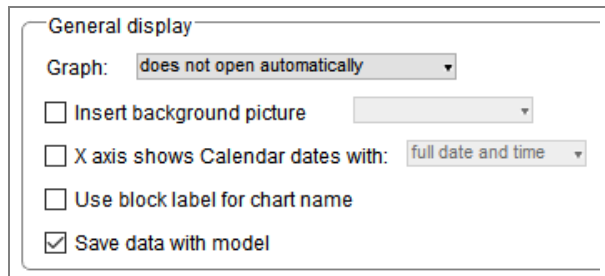 General display
Graph: does not open automatically
Insert background picture
X axis shows Calendar dates with: full date and time
Use block label for chart name
Save data with model